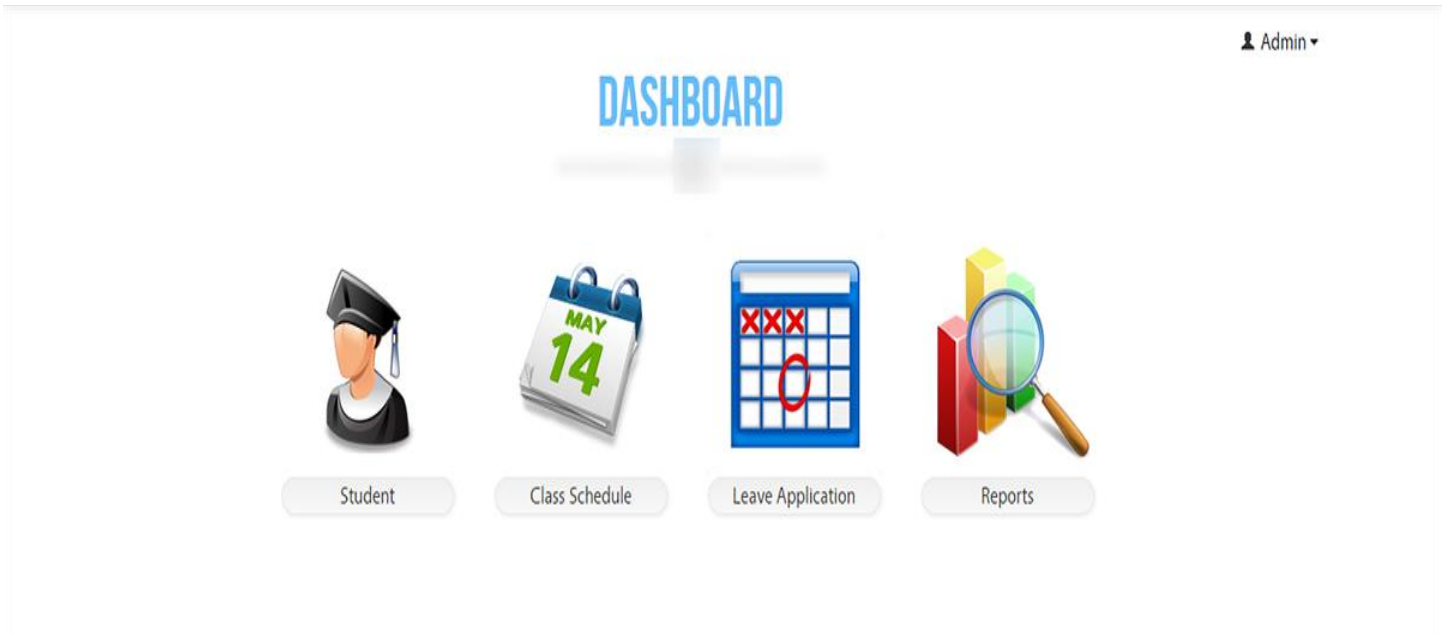 Admin
DASHBOARD
MAY
14
Student
Class Schedule
Leave Application
Reports